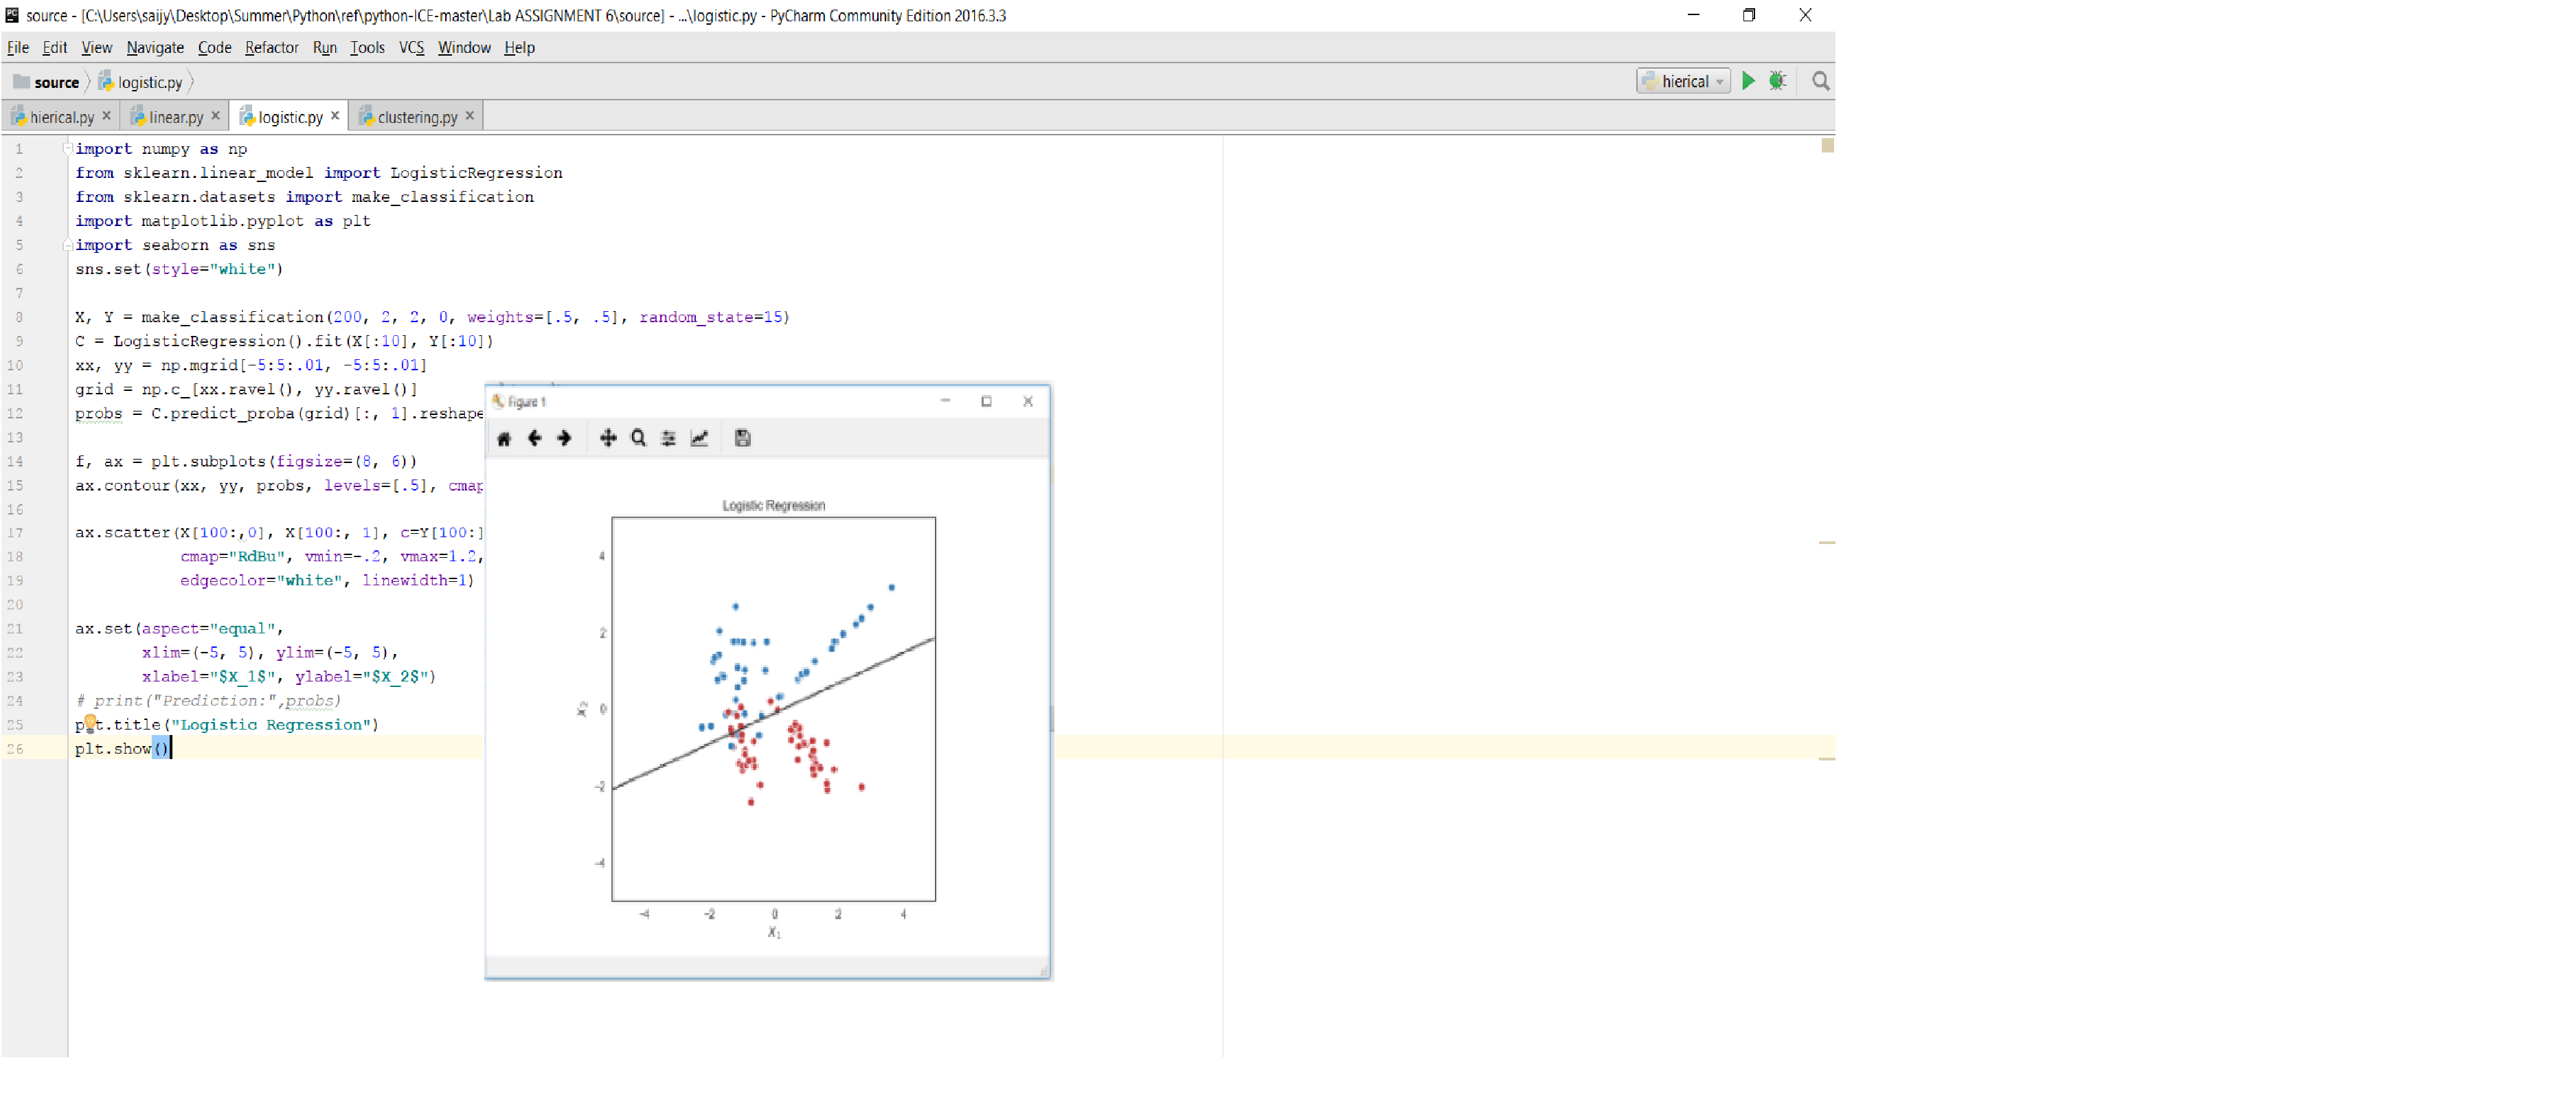 source - [C:\Users\saijy\Desktop\Summer\Python\ref\python-ICE-master\Lab ASSIGNMENT 6\source] - ...\logistic.py - PyCharm Community Edition 2016.3.3
File Edit View Navigate Code Refactor Run Tools VCS Window Help
source logistic.py hierical
hierical.py linear.py logistic.py clustering.py
1 import numpy as np
2 from sklearn.linear_model import LogisticRegression
3 from sklearn.datasets import make_classification
4 import matplotlib.pyplot as plt
5 import seaborn as sns
6 sns.set(style="white")
7
8 X, Y = make_classification(200, 2, 2, 0, weights=[.5, .5], random_state=15)
9 C = LogisticRegression().fit(X[:10], Y[:10])
10 xx, yy = np.mgrid[-5:5:.01, -5:5:.01]
11 grid = np.c_[xx.ravel(), yy.ravel()]
12 probs = C.predict_proba(grid)[:, 1].reshape
13
14 f, ax = plt.subplots(figsize=(8, 6))
15 ax.contour(xx, yy, probs, levels=[.5], cmap
16
17 ax.scatter(X[100:,0], X[100:, 1], c=Y[100:]
18 cmap="RdBu", vmin=-.2, vmax=1.2,
19 edgecolor="white", linewidth=1)
20
21 ax.set(aspect="equal",
22 xlim=(-5, 5), ylim=(-5, 5),
23 xlabel="$X_1$", ylabel="$X_2$")
24 # print("Prediction:",probs)
25 plt.title("Logistic Regression")
26 plt.show()
Figure 1
Logistic Regression
4
2
0
-2
-4
X2
-4 -2 0 2 4
X1